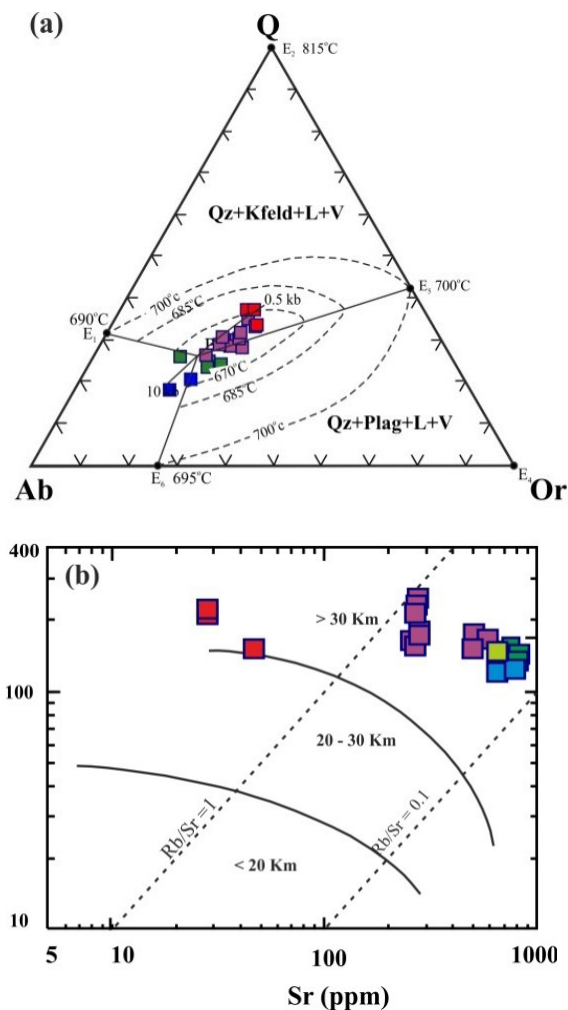 (a)
Q
E₂ 815°C
Qz+Kfeld+L+V
700°c
685°C
0.5 kb
E₅ 700°C
690°C
E₁
670°C
685°C
10
700°c
Qz+Plag+L+V
Ab
E₆ 695°C
E₄
Or
400
(b)
> 30 Km
100
20 - 30 Km
Rb/Sr =1
Rb/Sr = 0.1
< 20 Km
10
5
10
100
1000
Sr (ppm)